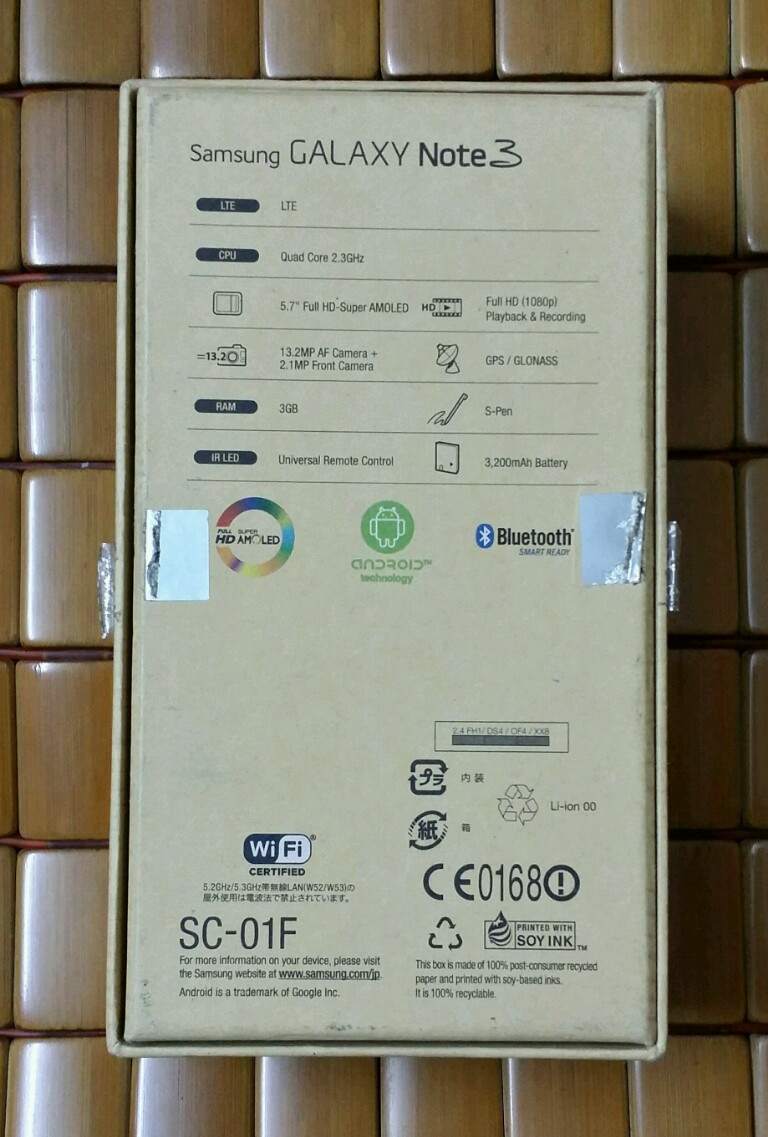 Samsung GALAXY Note 3
LTE LTE
CPU Quad Core 2.3GHz
5.7" Full HD-Super AMOLED HD Full HD (1080p)
Playback & Recording
=13.2 13.2MP AF Camera +
2.1MP Front Camera
GPS / GLONASS
RAM 3GB S-Pen
IR LED Universal Remote Control 3,200mAh Battery
FULL HD SUPER AMOLED
ANDROID™
technology
Bluetooth®
SMART READY
2.4 FH1/ DS4 / OF4 / XX8
プラ 内装
Li-ion 00
紙 箱
Wi Fi®
CERTIFIED
5.2GHz/5.3GHz帯無線LAN(W52/W53)の
屋外使用は電波法で禁止されています。
CE0168
SC-01F
PRINTED WITH
SOY INK™
For more information on your device, please visit
the Samsung website at www.samsung.com/jp.
Android is a trademark of Google Inc.
This box is made of 100% post-consumer recycled
paper and printed with soy-based inks.
It is 100% recyclable.